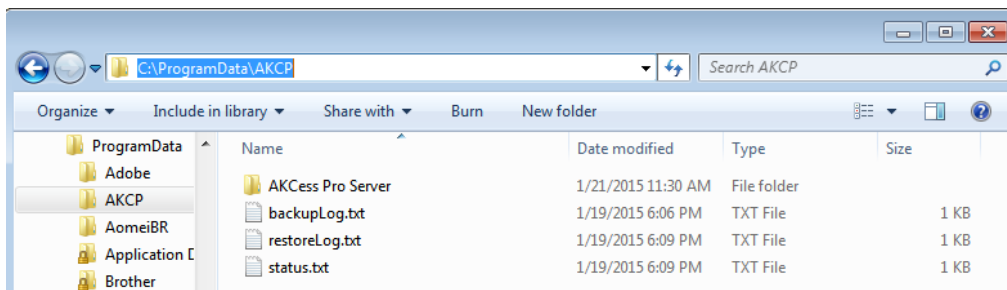 C:\ProgramData\AKCP
Search AKCP
Organize
Include in library
Share with
Burn
New folder
ProgramData
Adobe
AKCP
AomeiBR
Application D
Brother
Name Date modified Type Size
AKCess Pro Server 1/21/2015 11:30 AM File folder
backupLog.txt 1/19/2015 6:06 PM TXT File 1 KB
restoreLog.txt 1/19/2015 6:09 PM TXT File 1 KB
status.txt 1/19/2015 6:09 PM TXT File 1 KB